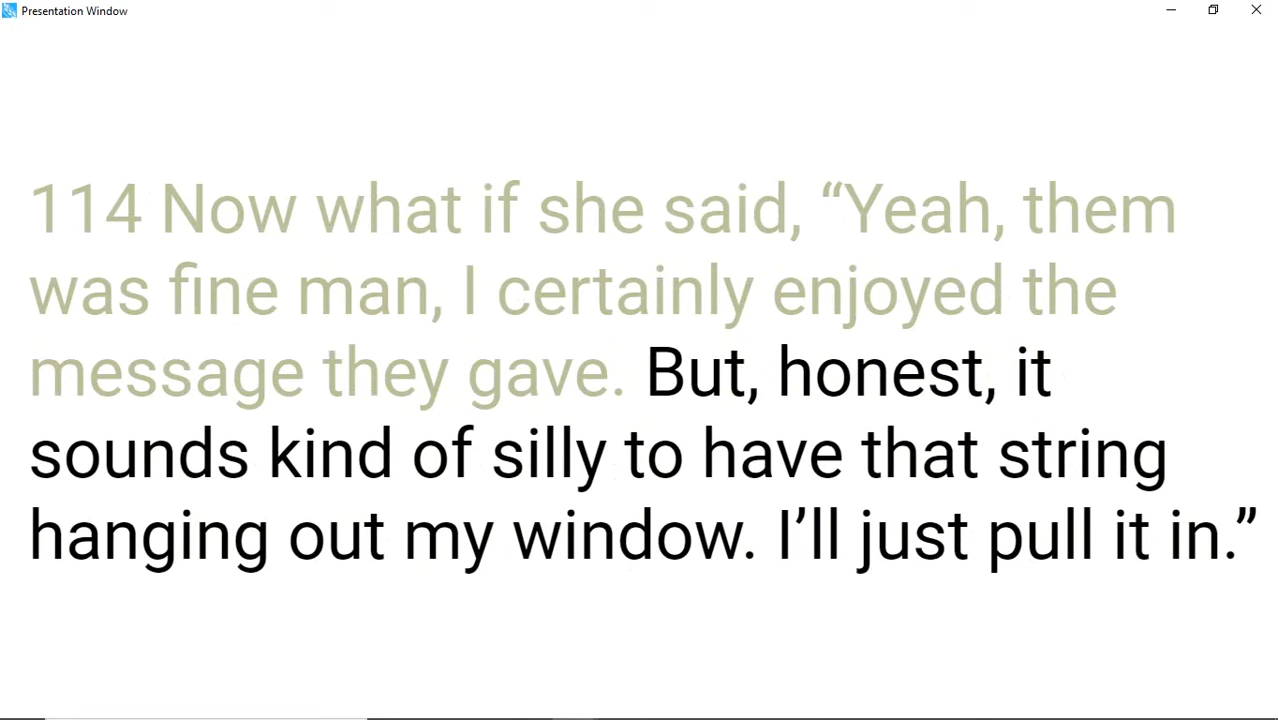 Presentation Window
114 Now what if she said, “Yeah, them
was fine man, I certainly enjoyed the
message they gave. But, honest, it
sounds kind of silly to have that string
hanging out my window. I’ll just pull it in.”